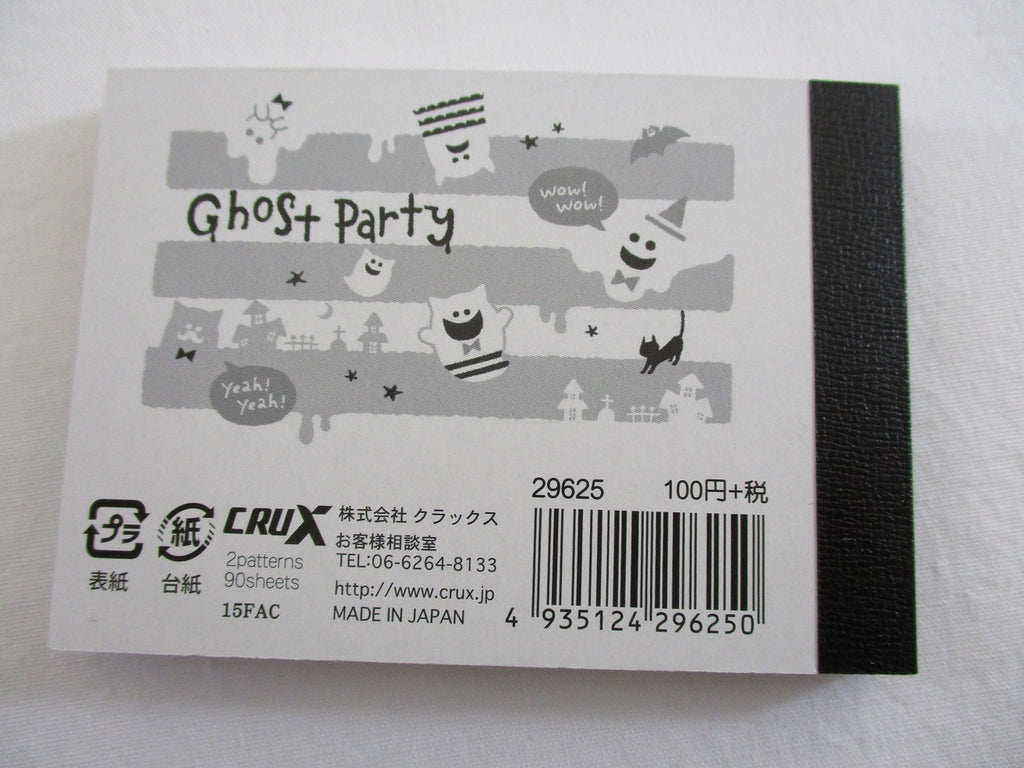 wow!
wow!
Ghost Party
yeah!
yeah!
29625 100円+税
プラ
表紙
紙
台紙
CRUX
2patterns
90sheets
15FAC
株式会社 クラックス
お客様相談室
TEL:06-6264-8133
http://www.crux.jp
MADE IN JAPAN
4 935124 296250